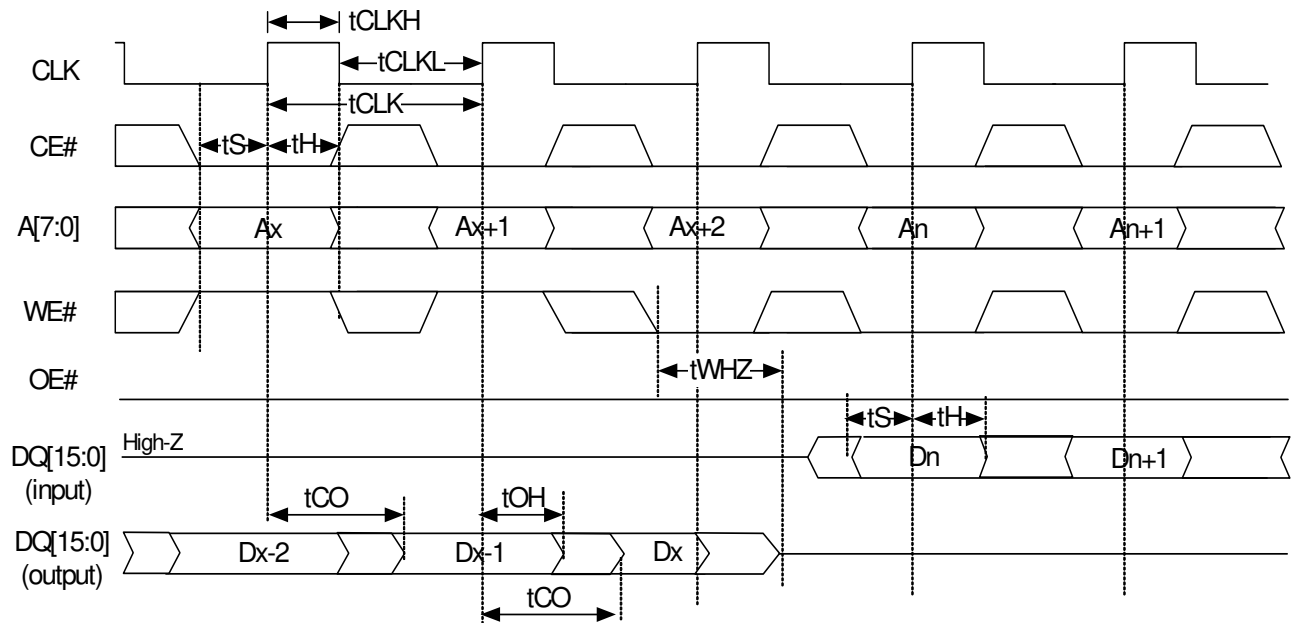 tCLKH
CLK
tCLKL
tCLK
CE#
tS
tH
A[7:0]
Ax
Ax+1
Ax+2
An
An+1
WE#
OE#
tWHZ
tS
tH
DQ[15:0]
(input)
High-Z
Dn
Dn+1
tCO
tOH
DQ[15:0]
(output)
Dx-2
Dx-1
Dx
tCO